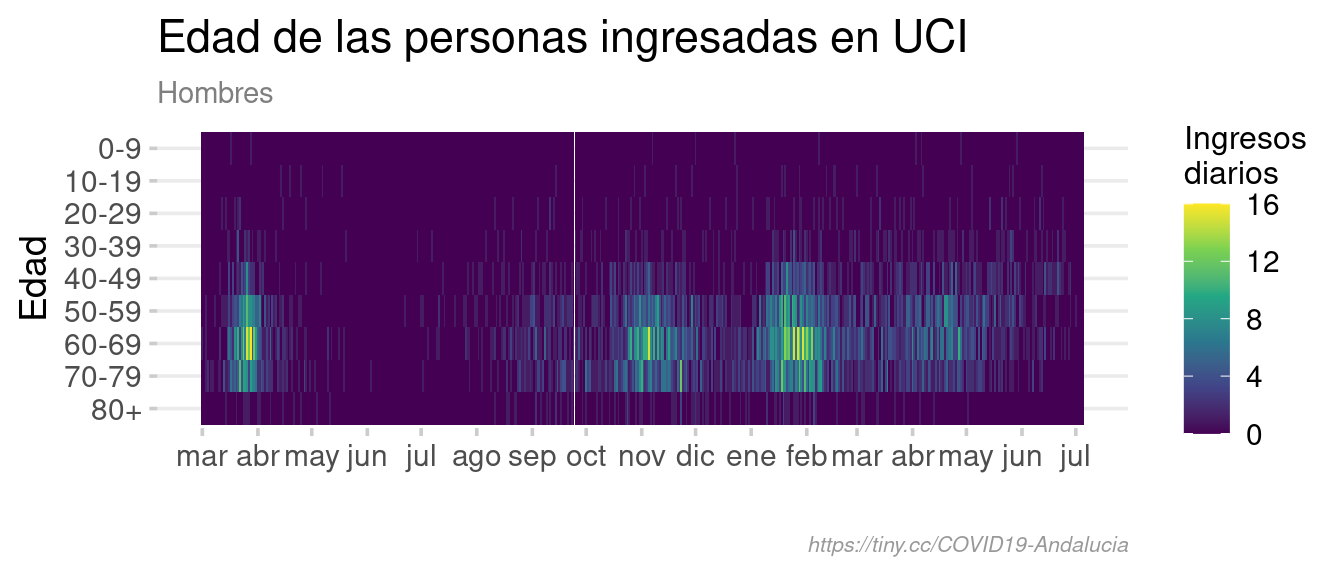 Edad de las personas ingresadas en UCI
Hombres
Edad
0-9
10-19
20-29
30-39
40-49
50-59
60-69
70-79
80+
mar abr may jun jul ago sep oct nov dic ene feb mar abr may jun jul
Ingresos
diarios
16
12
8
4
0
https://tiny.cc/COVID19-Andalucia